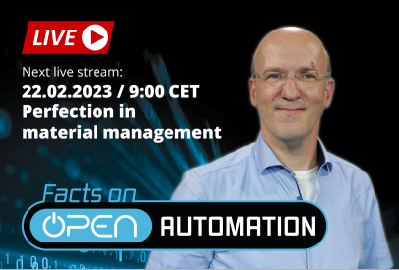 LIVE
Next live stream:
22.02.2023 / 9:00 CET
Perfection in
material management
Facts on
OPEN AUTOMATION